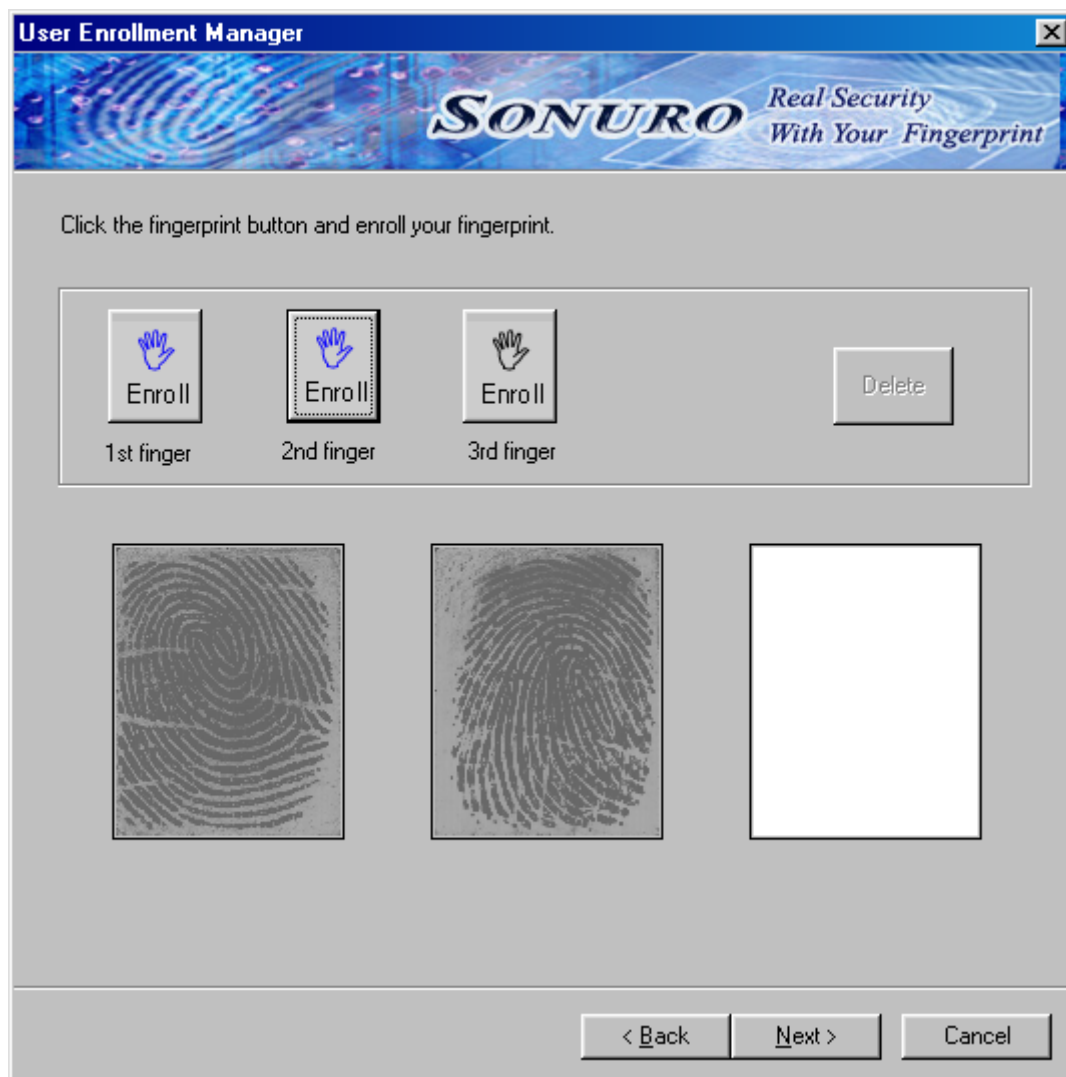 User Enrollment Manager
SONURO
Real Security
With Your Fingerprint
Click the fingerprint button and enroll your fingerprint.
Enroll
Enroll
Enroll
Delete
1st finger
2nd finger
3rd finger
< Back
Next >
Cancel